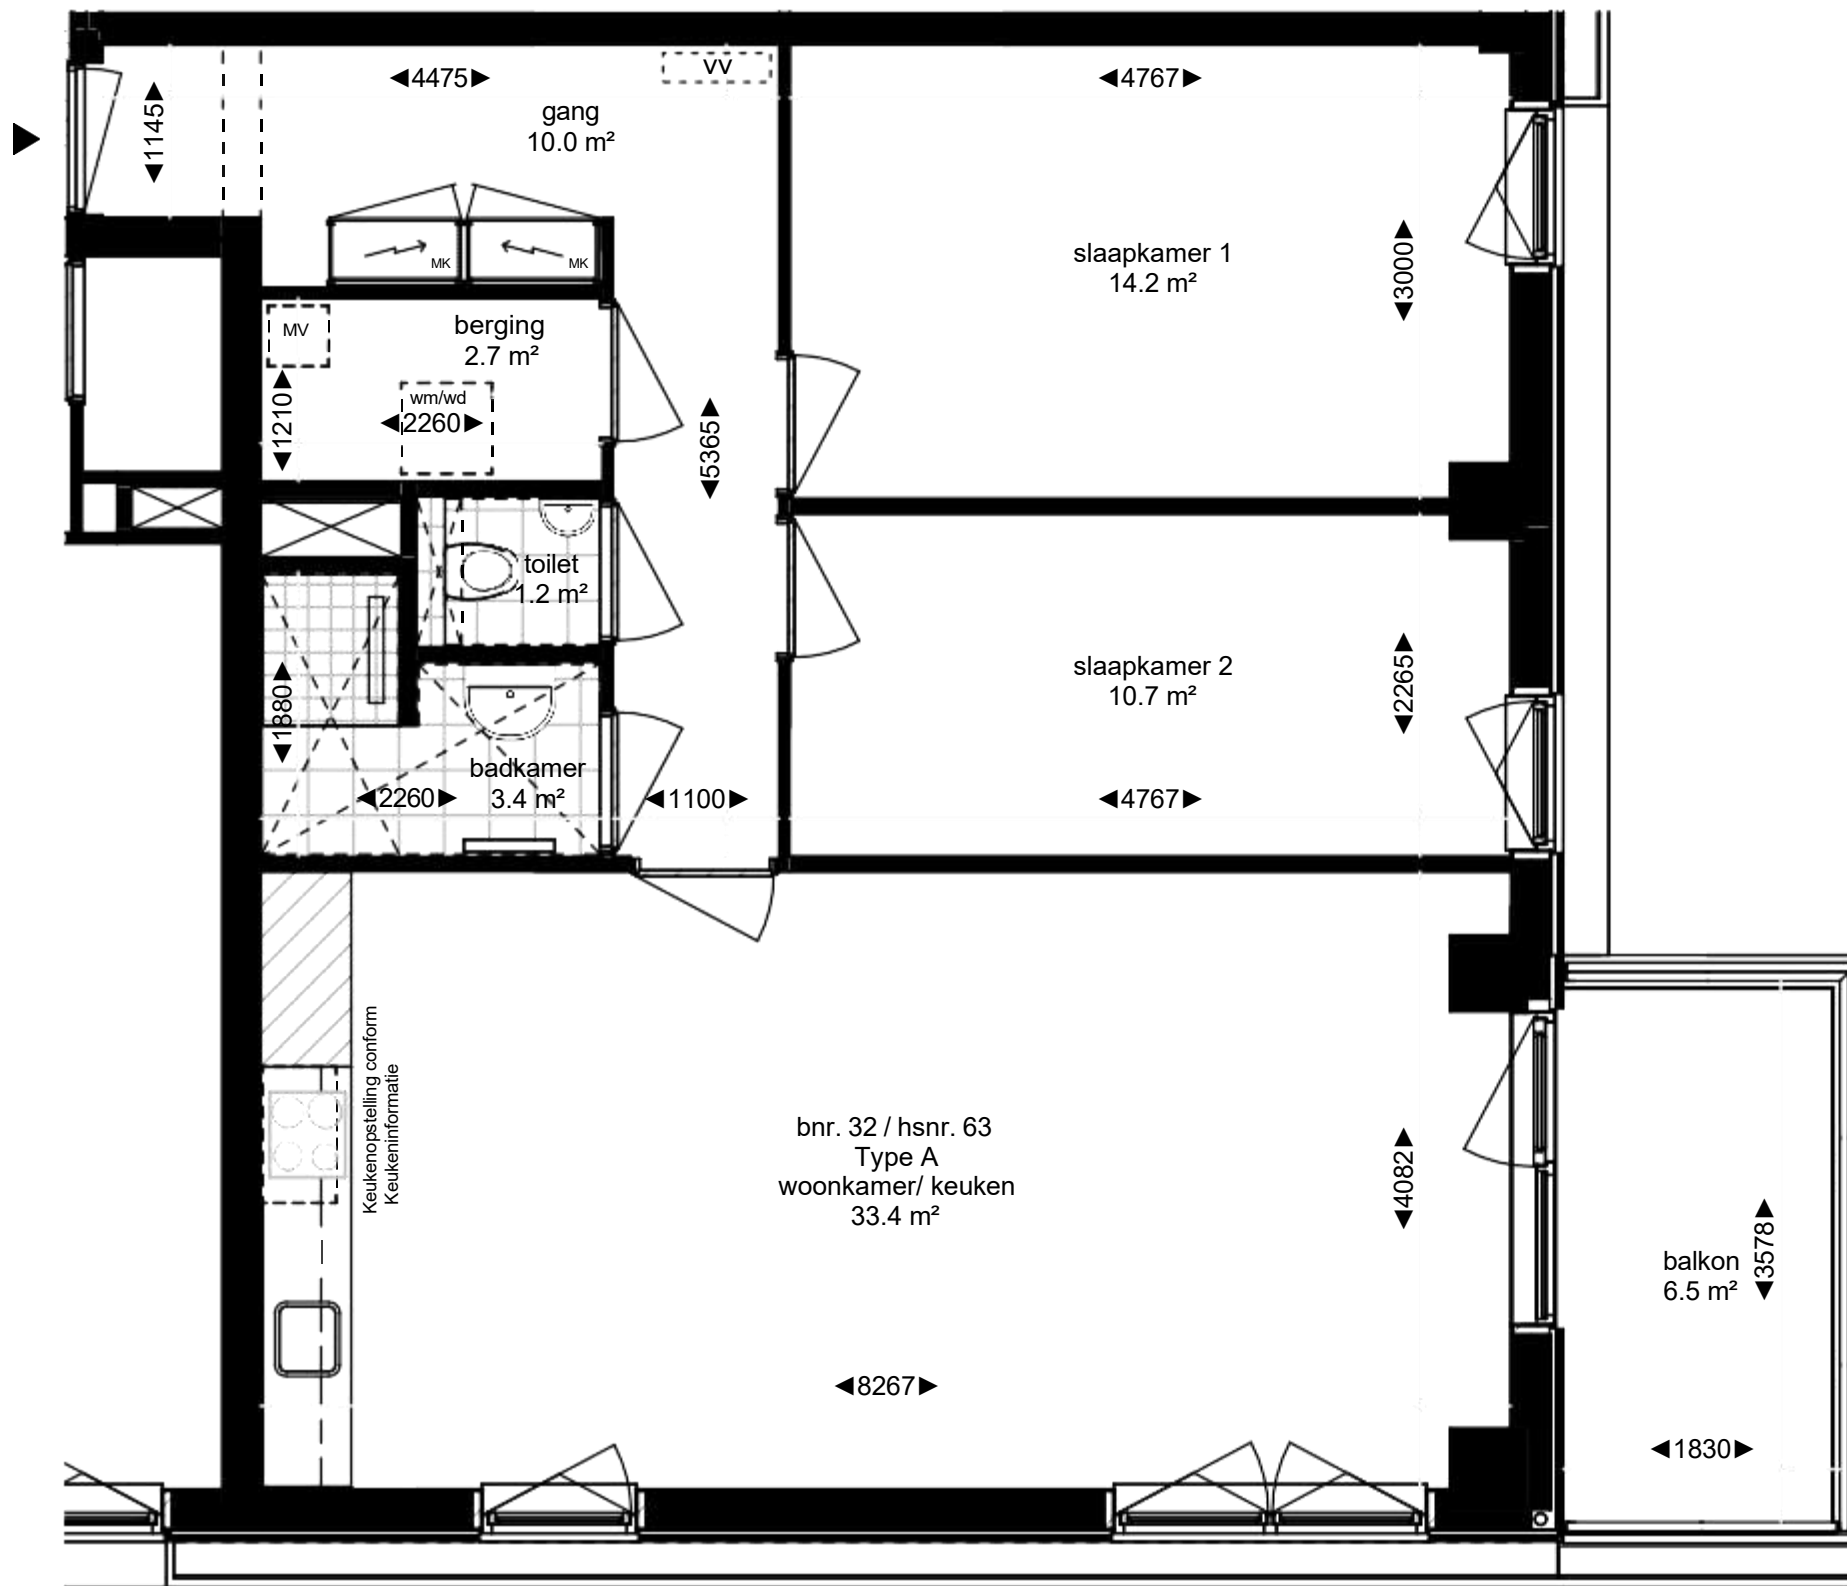 4475
VV
4767
1145
gang
10.0 m²
slaapkamer 1
14.2 m²
3000
MK
MK
MV
berging
2.7 m²
wm/wd
2260
1210
5365
toilet
1.2 m²
slaapkamer 2
10.7 m²
2265
1880
badkamer
3.4 m²
2260
1100
4767
Keukenopstelling conform
Keukeninformatie
bnr. 32 / hsnr. 63
Type A
woonkamer/ keuken
33.4 m²
4082
balkon
6.5 m²
3578
8267
1830